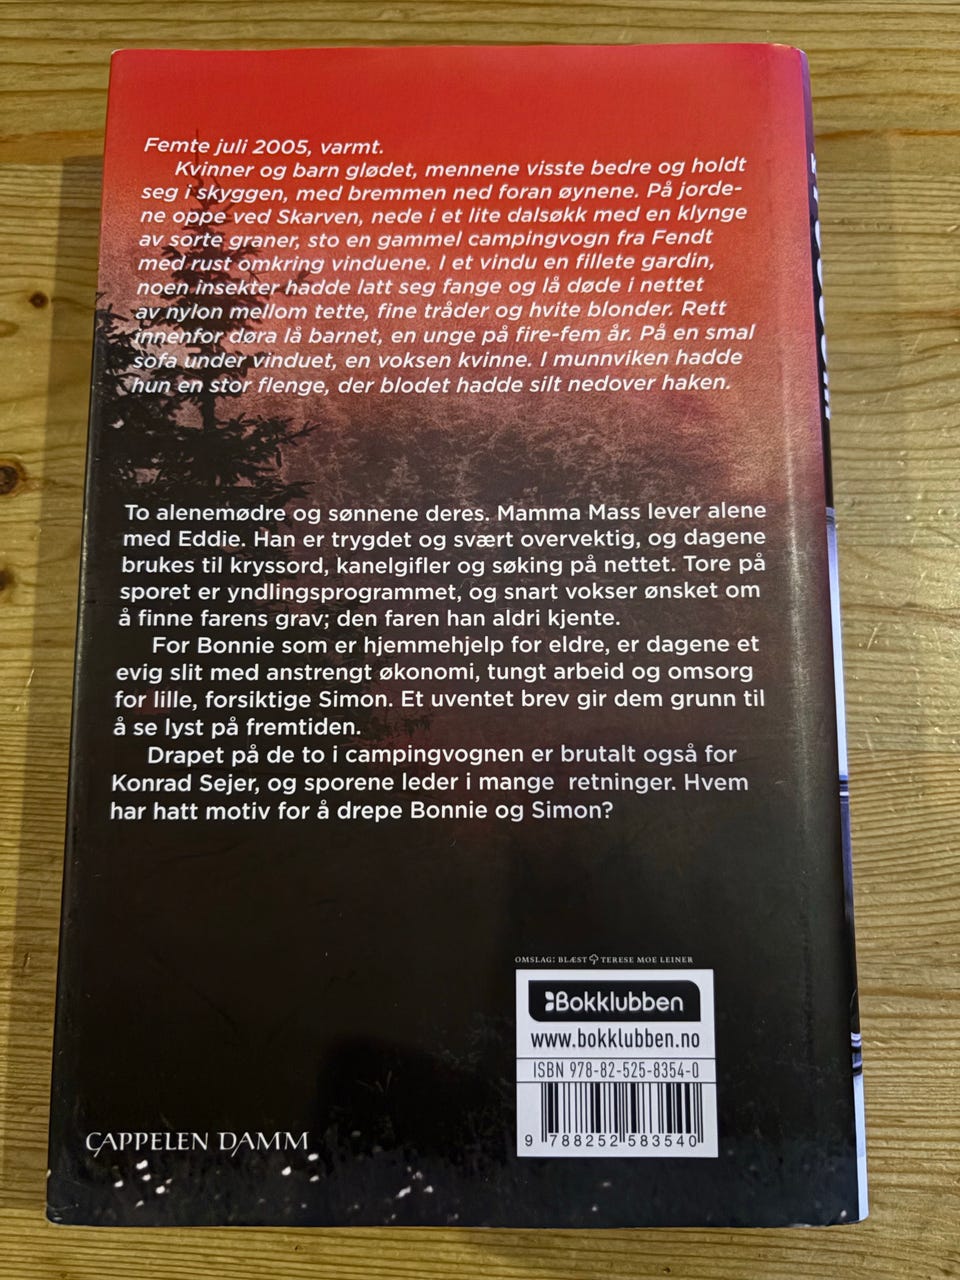 Femte juli 2005, varmt.
Kvinner og barn glødet, mennene visste bedre og holdt
seg i skyggen, med bremmen ned foran øynene. På jorde-
ne oppe ved Skarven, nede i et lite dalsøkk med en klynge
av sorte graner, sto en gammel campingvogn fra Fendt
med rust omkring vinduene. I et vindu en fillete gardin,
noen insekter hadde latt seg fange og lå døde i nettet
av nylon mellom tette, fine tråder og hvite blonder. Rett
innenfor døra lå barnet, en unge på fire-fem år. På en smal
sofa under vinduet, en voksen kvinne. I munnviken hadde
hun en stor flenge, der blodet hadde silt nedover haken.
To alenemødre og sønnene deres. Mamma Mass lever alene
med Eddie. Han er trygdet og svært overvektig, og dagene
brukes til kryssord, kanelgifler og søking på nettet. Tore på
sporet er yndlingsprogrammet, og snart vokser ønsket om
å finne farens grav; den faren han aldri kjente.
For Bonnie som er hjemmehjelp for eldre, er dagene et
evig slit med anstrengt økonomi, tungt arbeid og omsorg
for lille, forsiktige Simon. Et uventet brev gir dem grunn til
å se lyst på fremtiden.
Drapet på de to i campingvognen er brutalt også for
Konrad Sejer, og sporene leder i mange retninger. Hvem
har hatt motiv for å drepe Bonnie og Simon?
OMSLAG: BLÆST TERESE MOE LEINER
Bokklubben
www.bokklubben.no
ISBN 978-82-525-8354-0
9 788252 583540
CAPPELEN DAMM